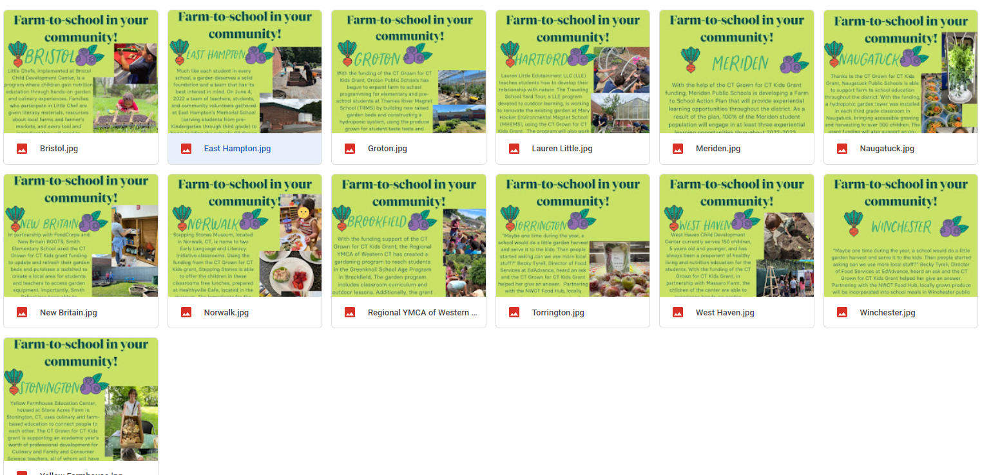 Farm-to-school in your
community!
BRISTOL
Little Chefs, implemented at Bristol
Child Development Center, is a
program where children gain nutrition
education through hands-on garden
and culinary experiences. Families
who participate in Little Chef are
given literacy materials, resources
about local farms and farmer's
markets, and every tool and
ingredient they will need to
Bristol.jpg
Farm-to-school in your
community!
EAST HAMPTON
Much like each student in every
school, a garden deserves a solid
foundation and a team that has its
best interest in mind. On June 4,
2022 a team of teachers, students,
and community volunteers gathered
at East Hampton's Memorial School
(serving students from pre-
Kindergarten through third grade) to
East Hampton.jpg
Farm-to-school in your
community!
GROTON
With the funding of the CT Grown for CT
Kids Grant, Groton Public Schools has
begun to expand farm to school
programming for elementary and pre-
school students at Thames River Magnet
School (TRMS) by building new raised
garden beds and constructing a
hydroponic system, using the produce
grown for student taste tests and
Groton.jpg
Farm-to-school in your
community!
HARTFORD
Lauren Little Edutainment LLC (LLE)
teaches students how to develop their
relationship with nature. The Traveling
School Yard Tour, a LLE program
devoted to outdoor learning, is working
to renovate the existing garden at Mary
Hooker Environmental Magnet School
(MHEMS), using the CT Grown for CT
Kids Grant. The program will also work
Lauren Little.jpg
Farm-to-school in your
community!
MERIDEN
With the help of the CT Grown for CT Kids Grant
funding, Meriden Public Schools is developing a Farm
to School Action Plan that will provide experiential
learning opportunities throughout the district. As a
result of the plan, 100% of the Meriden student
population will engage in at least three experiential
learning opportunities throughout 2022-2023
Meriden.jpg
Farm-to-school in your
community!
NAUGATUCK
Thanks to the CT Grown for CT Kids
Grant, Naugatuck Public Schools is able
to support farm to school education
throughout the district. With the funding,
a hydroponic garden tower was installed
in each third grade classroom in
Naugatuck, bringing accessible growing
and harvesting to over 300 children. The
grant funding will also support an on-
Naugatuck.jpg
Farm-to-school in your
community!
NEW BRITAIN
In partnership with FoodCorps and
New Britain ROOTS, Smith
Elementary School used the CT
Grown for CT Kids grant funding
to update and refresh their garden
beds and purchase a toolshed to
create a local area for students
and teachers to access garden
equipment. Importantly, Smith
School has been able to
New Britain.jpg
Farm-to-school in your
community!
NORWALK
Stepping Stones Museum, located
in Norwalk, CT, is home to two
Early Language and Literacy
Initiative classrooms. Using the
funding from the CT Grown for CT
Kids grant, Stepping Stones is able
to offer the children in these
classrooms free lunches, prepared
at Healthyville Cafe, located in the
museum. The ingredients for the
Norwalk.jpg
Farm-to-school in your
community!
BROOKFIELD
With the funding support of the CT
Grown for CT Kids Grant, the Regional
YMCA of Western CT has created a
gardening program to reach students
in the Greenknoll School Age Program
in Brookfield. The garden program
includes classroom curriculum and
outdoor lessons. Additionally, the grant
Regional YMCA of Western ...
Farm-to-school in your
community!
TORRINGTON
"Maybe one time during the year, a
school would do a little garden harvest
and serve it to the kids. Then people
started asking can we use more local
stuff?" Becky Tyrell, Director of Food
Services at EdAdvance, heard an ask
and the CT Grown for CT Kids Grant
helped her give an answer. Partnering
with the NWCT Food Hub, locally
Torrington.jpg
Farm-to-school in your
community!
WEST HAVEN
West Haven Child Development
Center currently serves 150 children,
5 years old and younger, and has
always been a proponent of healthy
living and nutrition edcuation for the
students. With the funding of the CT
Grown for CT Kids Grant, in
partnership with Massaro Farm, the
children of the center are able to
West Haven.jpg
Farm-to-school in your
community!
WINCHESTER
"Maybe one time during the year, a school would do a little
garden harvest and serve it to the kids. Then people started
asking can we use more local stuff?" Becky Tyrell, Director
of Food Services at EdAdvance, heard an ask and the CT
Grown for CT Kids Grant helped her give an answer.
Partnering with the NWCT Food Hub, locally grown produce
will be incorporated into school meals in Winchester public
Winchester.jpg
Farm-to-school in your
community!
STONINGTON
Yellow Farmhouse Education Center,
housed at Stone Acres Farm in
Stonington, CT, uses culinary and farm-
based education to connect people to
each other. The CT Grown for CT Kids
grant is supporting an academic year's
worth of professional development for
Culinary and Family and Consumer
Science teachers, all of whom will have
Yellow Farmhouse.jpg